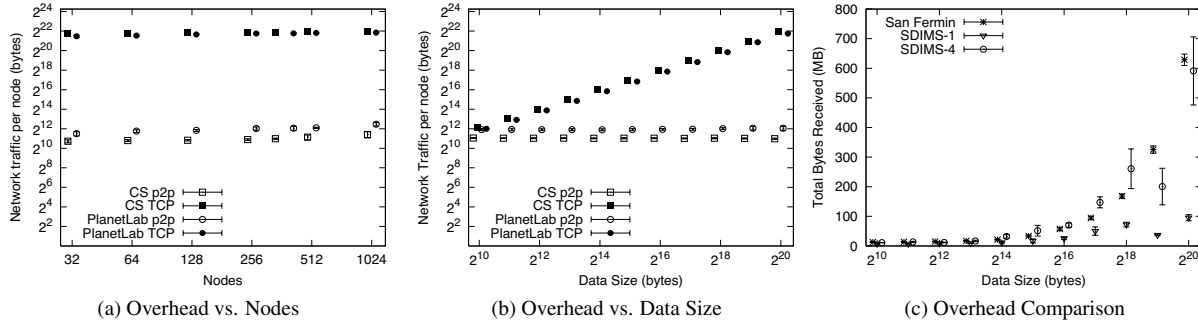 2^24
2^22
2^20
2^18
2^16
2^14
2^12
2^10
2^8
2^6
2^4
2^2
Network traffic per node (bytes)
CS p2p
CS TCP
PlanetLab p2p
PlanetLab TCP
32 64 128 256 512 1024
Nodes
(a) Overhead vs. Nodes
2^24
2^22
2^20
2^18
2^16
2^14
2^12
2^10
2^8
2^6
2^4
2^2
Network Traffic per node (bytes)
CS p2p
CS TCP
PlanetLab p2p
PlanetLab TCP
2^10 2^12 2^14 2^16 2^18 2^20
Data Size (bytes)
(b) Overhead vs. Data Size
800
700
600
500
400
300
200
100
0
Total Bytes Received (MB)
San Fermin
SDIMS-1
SDIMS-4
2^10 2^12 2^14 2^16 2^18 2^20
Data Size (bytes)
(c) Overhead Comparison